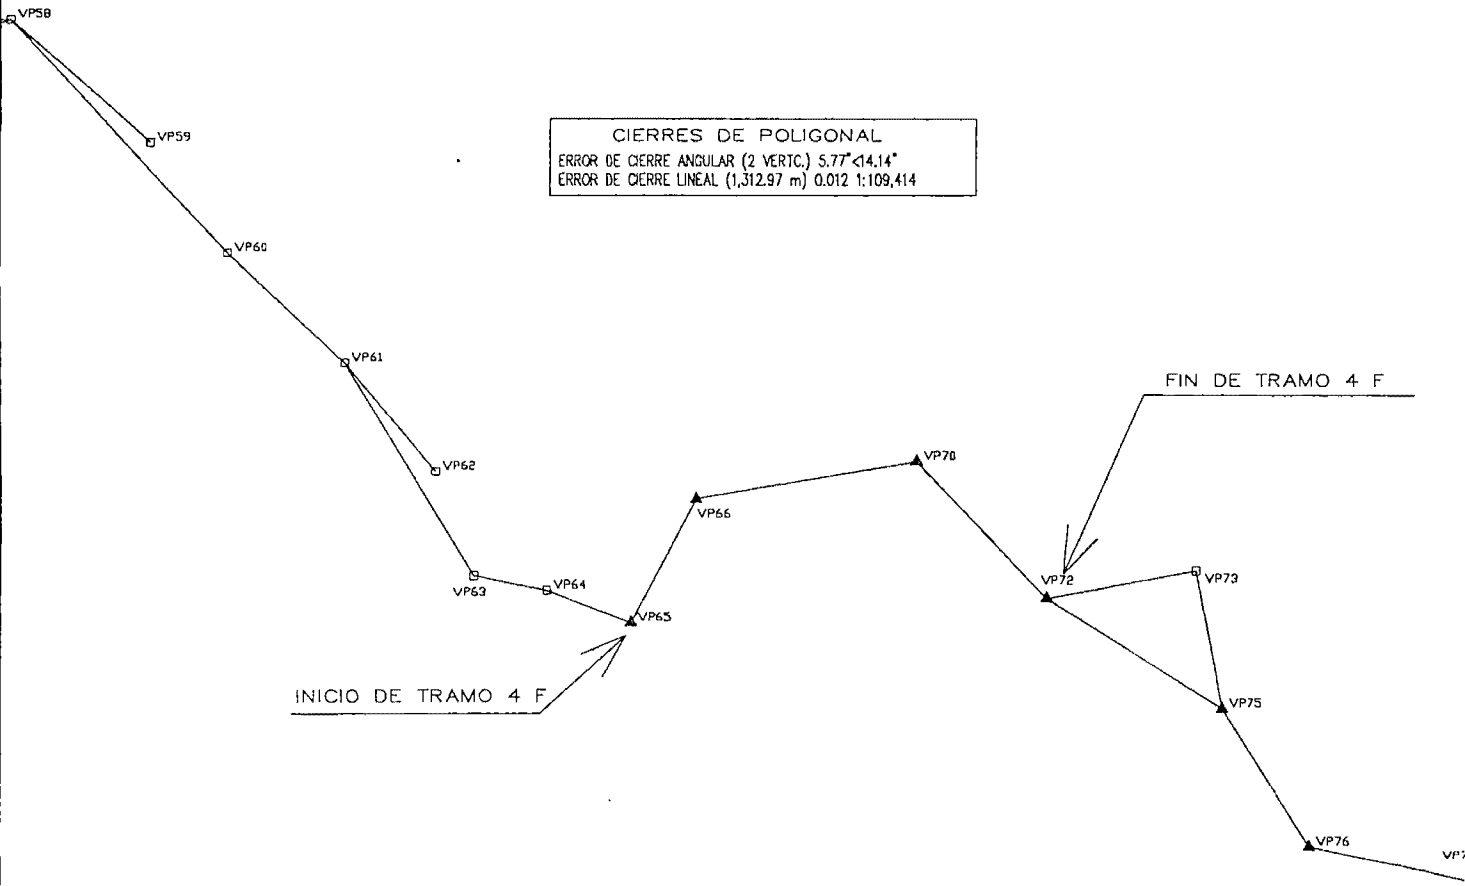 VP58
VP59
CIERRES DE POLIGONAL
ERROR DE CIERRE ANGULAR (2 VERTC.) 5.77"<14.14"
ERROR DE CIERRE LINEAL (1,312.97 m) 0.012 1:109,414
VP60
VP61
FIN DE TRAMO 4 F
VP62
VP70
VP66
VP63
VP64
VP65
VP72
VP73
INICIO DE TRAMO 4 F
VP75
VP76